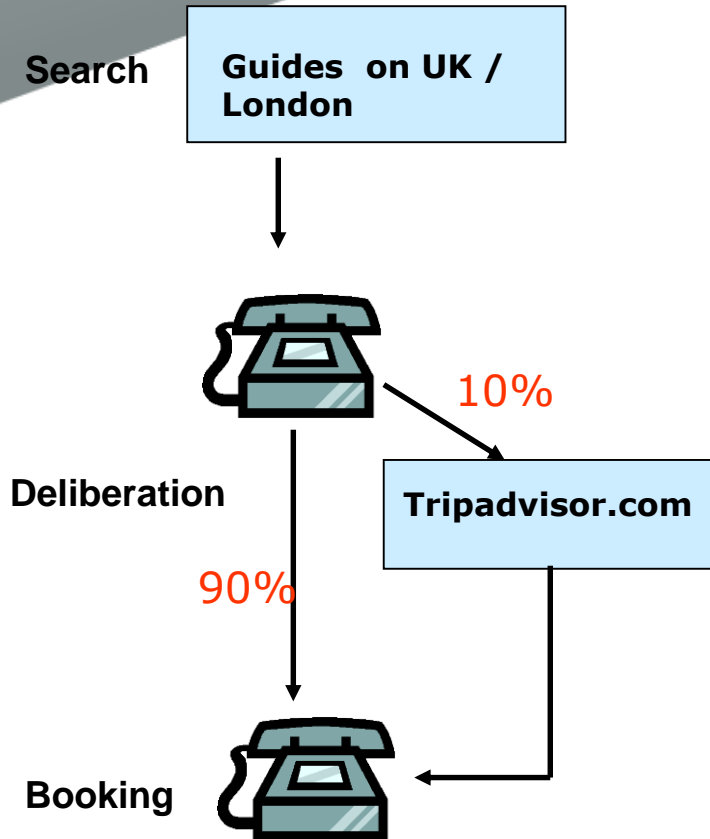 Search
Guides on UK /
London
10%
Deliberation
Tripadvisor.com
90%
Booking